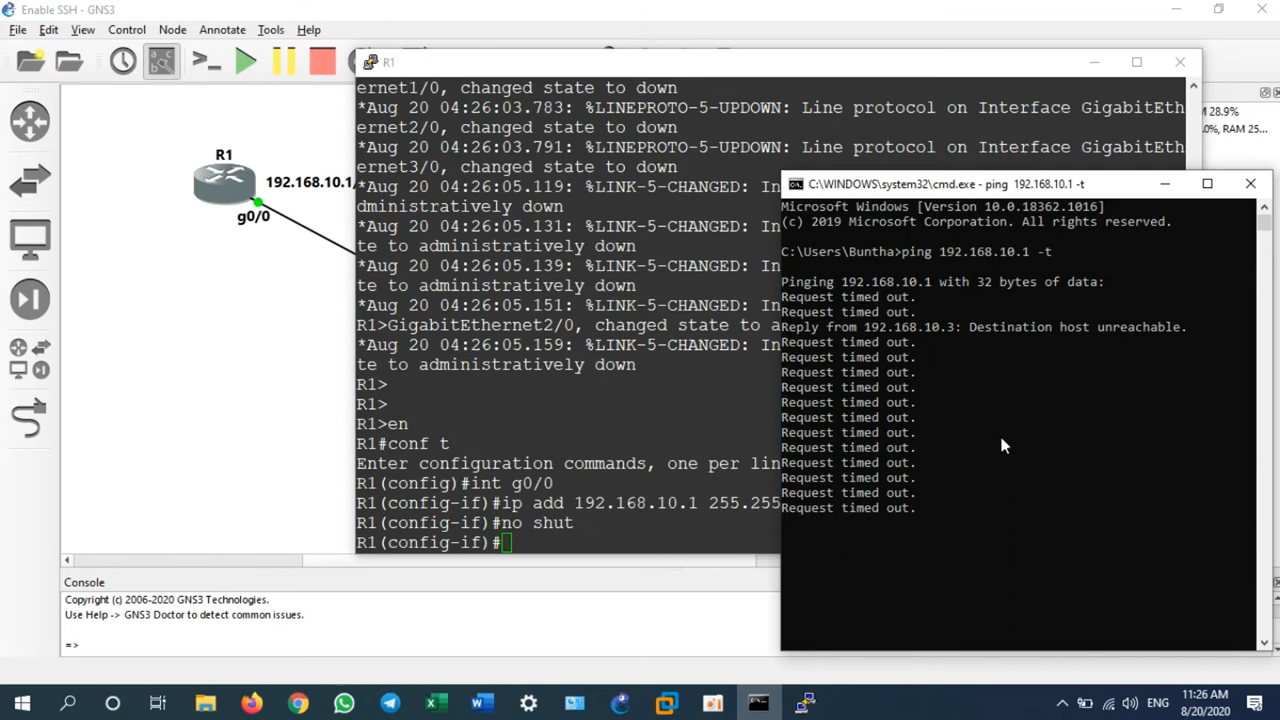 Enable SSH - GNS3
File Edit View Control Node Annotate Tools Help
R1
192.168.10.1/
g0/0
R1
ernet1/0, changed state to down
*Aug 20 04:26:03.783: %LINEPROTO-5-UPDOWN: Line protocol on Interface GigabitEth
ernet2/0, changed state to down
*Aug 20 04:26:03.791: %LINEPROTO-5-UPDOWN: Line protocol on Interface GigabitEth
ernet3/0, changed state to down
*Aug 20 04:26:05.119: %LINK-5-CHANGED: In
dministratively down
*Aug 20 04:26:05.131: %LINK-5-CHANGED: In
te to administratively down
*Aug 20 04:26:05.139: %LINK-5-CHANGED: In
te to administratively down
*Aug 20 04:26:05.151: %LINK-5-CHANGED: In
R1>GigabitEthernet2/0, changed state to a
*Aug 20 04:26:05.159: %LINK-5-CHANGED: In
te to administratively down
R1>
R1>
R1>en
R1#conf t
Enter configuration commands, one per lin
R1(config)#int g0/0
R1(config-if)#ip add 192.168.10.1 255.255
R1(config-if)#no shut
R1(config-if)#
M 28.9%
0%, RAM 25...
C:\WINDOWS\system32\cmd.exe - ping 192.168.10.1 -t
Microsoft Windows [Version 10.0.18362.1016]
(c) 2019 Microsoft Corporation. All rights reserved.
C:\Users\Buntha>ping 192.168.10.1 -t
Pinging 192.168.10.1 with 32 bytes of data:
Request timed out.
Request timed out.
Reply from 192.168.10.3: Destination host unreachable.
Request timed out.
Request timed out.
Request timed out.
Request timed out.
Request timed out.
Request timed out.
Request timed out.
Request timed out.
Request timed out.
Request timed out.
Request timed out.
Request timed out.
Console
Copyright (c) 2006-2020 GNS3 Technologies.
Use Help -> GNS3 Doctor to detect common issues.
=>
ENG
11:26 AM
8/20/2020